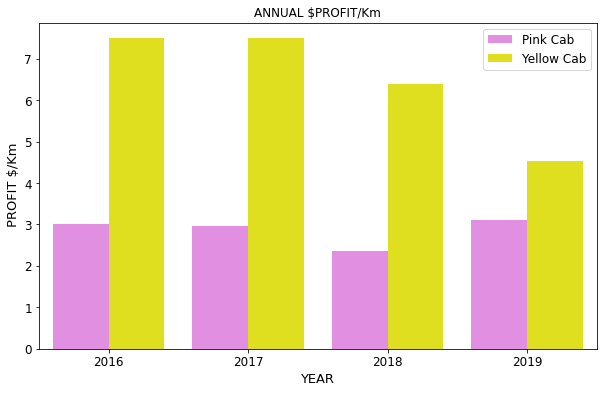 ANNUAL $PROFIT/Km
Pink Cab
Yellow Cab
PROFIT $/Km
7
6
5
4
3
2
1
0
2016 2017 2018 2019
YEAR